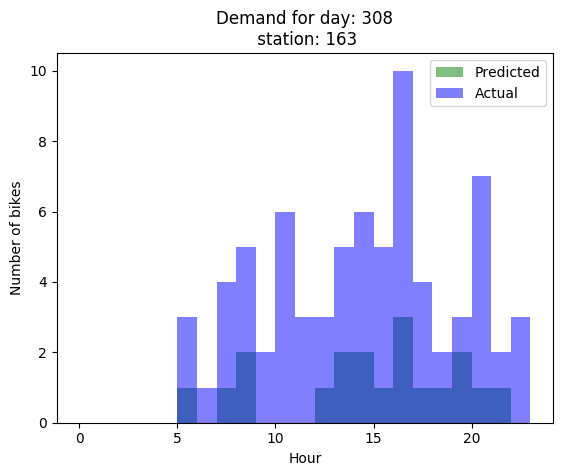 Demand for day: 308
station: 163
Predicted
Actual
Number of bikes
10
8
6
4
2
0
0 5 10 15 20
Hour